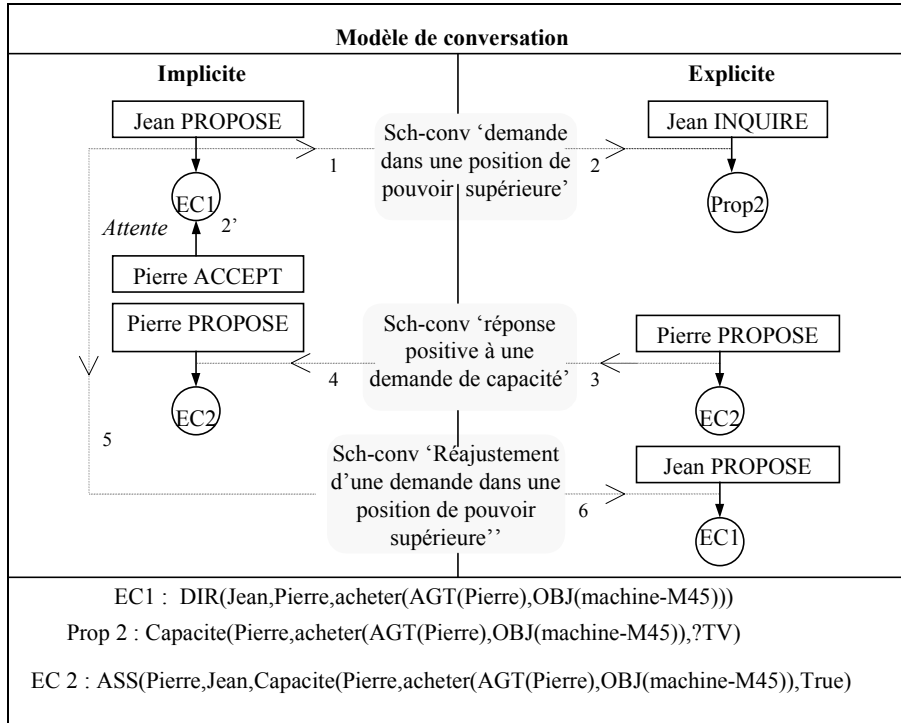 Modèle de conversation
Implicite
Explicite
Jean PROPOSE
Jean INQUIRE
Sch-conv ‘demande
dans une position de
pouvoir supérieure’
1
2
EC1
Prop2
Attente
2’
Pierre ACCEPT
Pierre PROPOSE
Sch-conv ‘réponse
positive à une
demande de capacité’
Pierre PROPOSE
4
3
EC2
EC2
5
Sch-conv ‘Réajustement
d’une demande dans une
position de pouvoir
supérieure’’
Jean PROPOSE
6
EC1
EC1 : DIR(Jean,Pierre,acheter(AGT(Pierre),OBJ(machine-M45)))
Prop 2 : Capacite(Pierre,acheter(AGT(Pierre),OBJ(machine-M45)),?TV)
EC 2 : ASS(Pierre,Jean,Capacite(Pierre,acheter(AGT(Pierre),OBJ(machine-M45)),True)